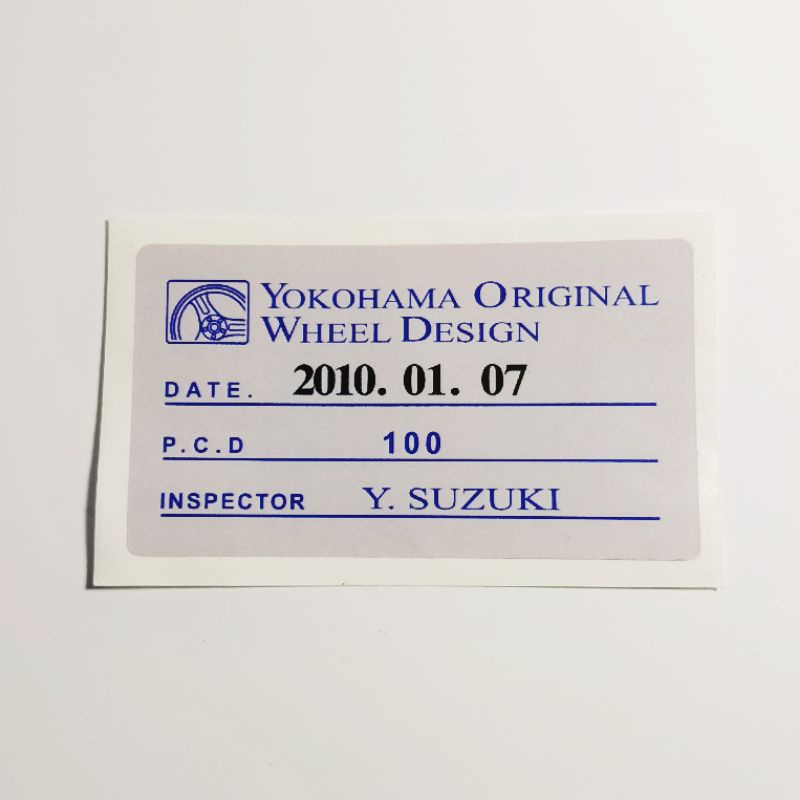 YOKOHAMA ORIGINAL
WHEEL DESIGN
DATE. 2010. 01. 07
P.C.D 100
INSPECTOR Y. SUZUKI